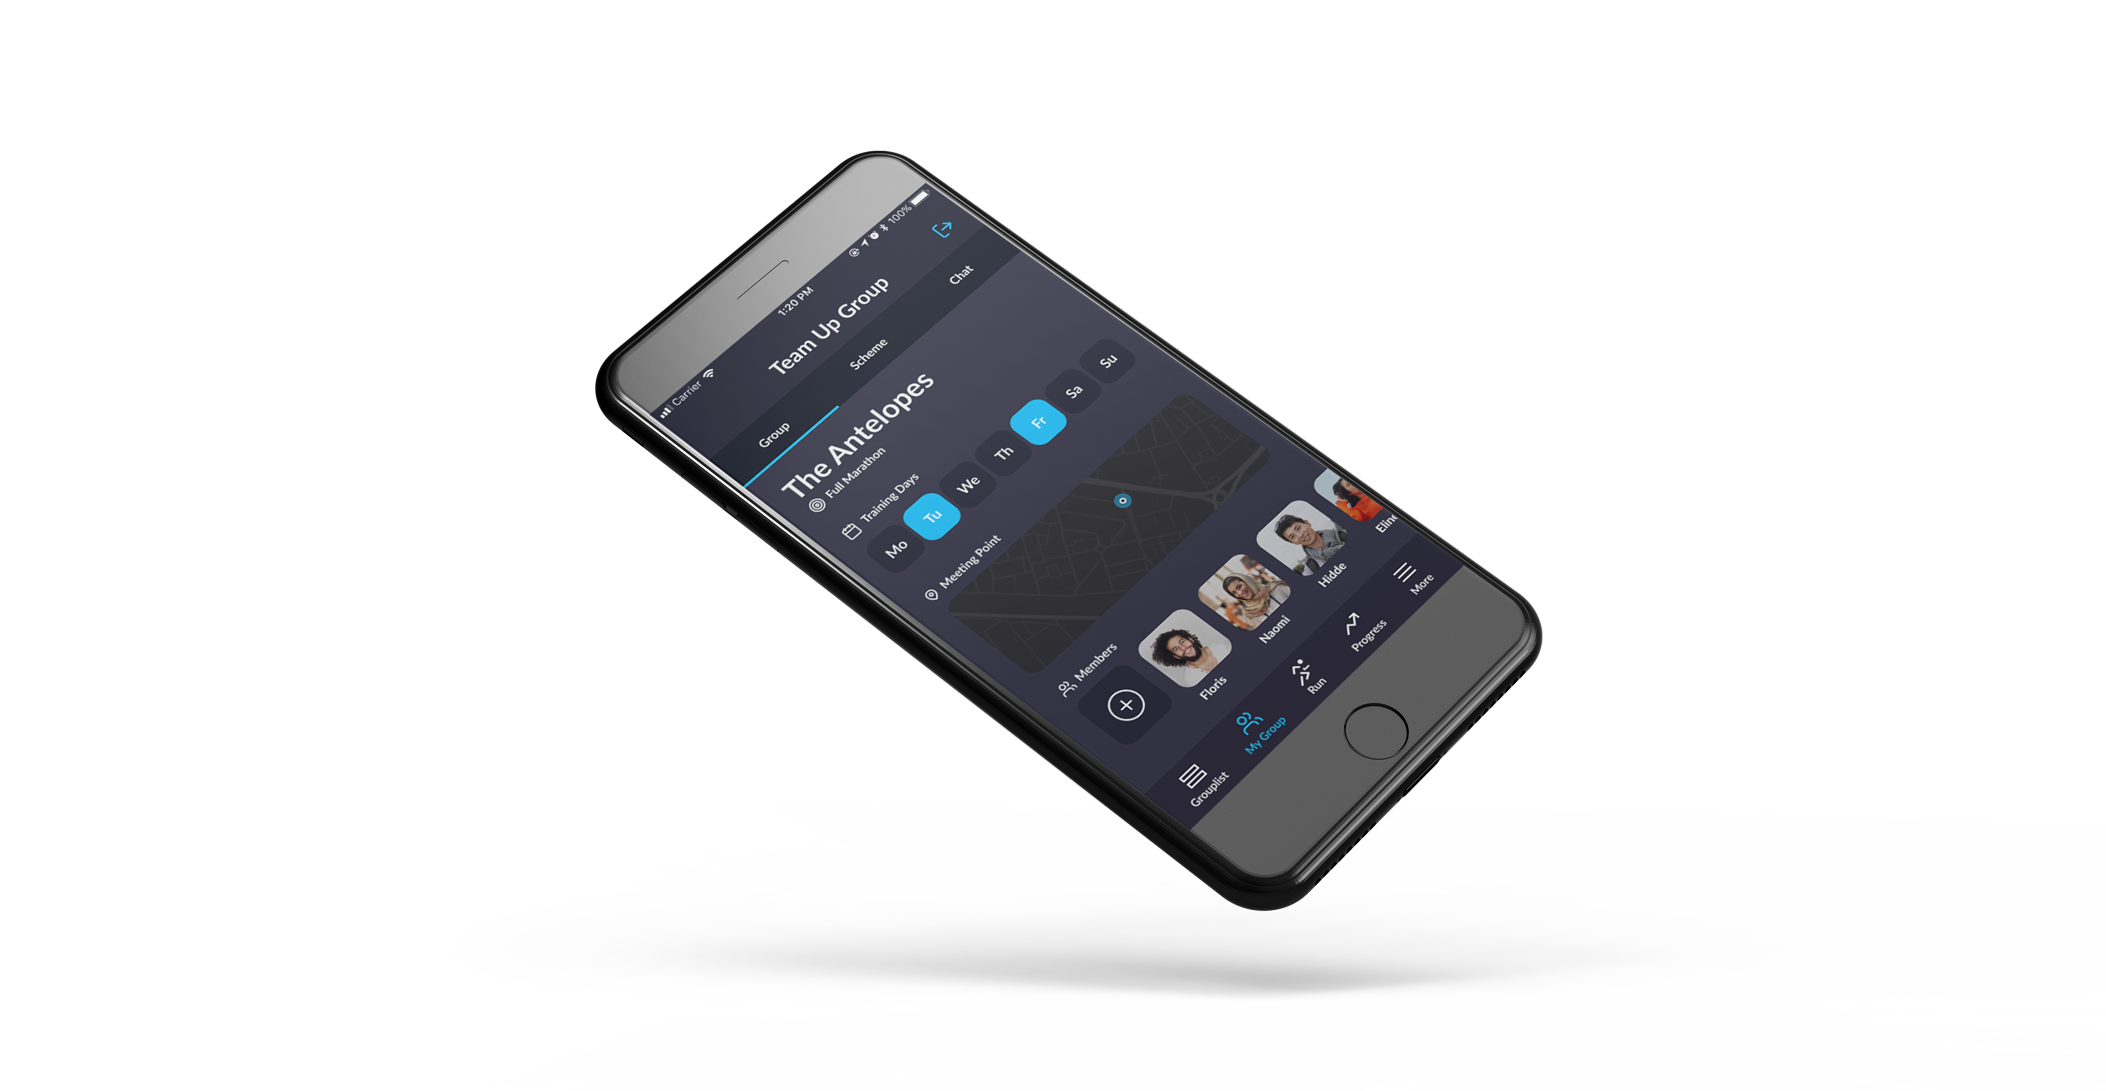 Carrier 1:20 PM 100%
Team Up Group
Group Scheme Chat
The Antelopes
Full Marathon
Training Days
Mo Tu We Th Fr Sa Su
Meeting Point
Members
Floris Naomi Hidde Eline
Grouplist My Group Run Progress More